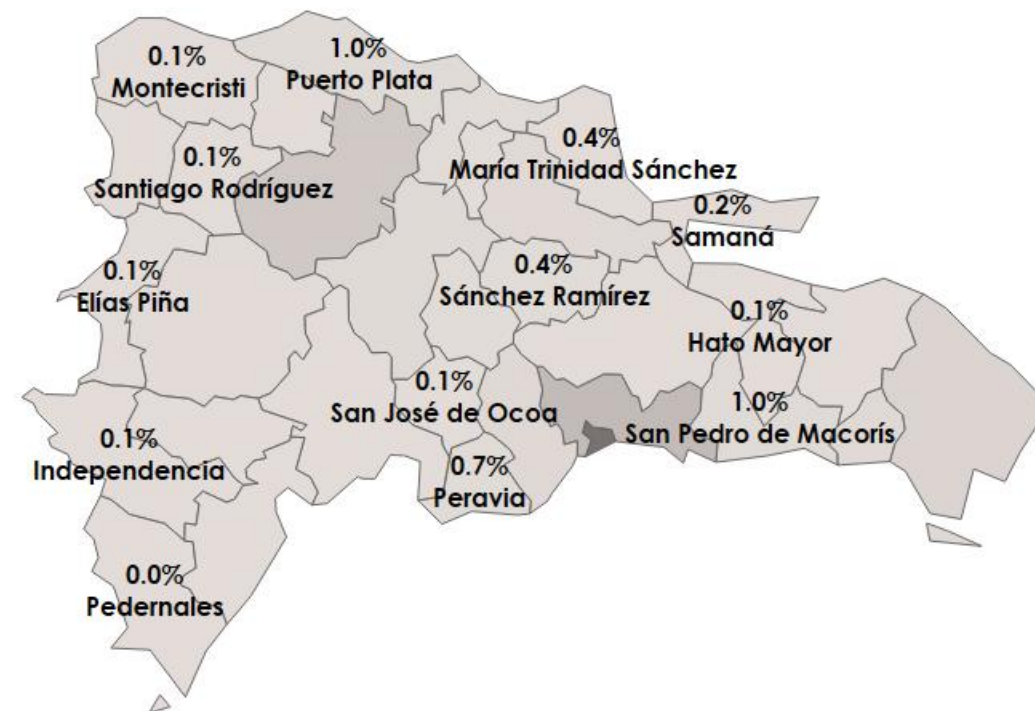 0.1%
Montecristi
1.0%
Puerto Plata
0.4%
María Trinidad Sánchez
0.1%
Santiago Rodríguez
0.2%
Samaná
0.1%
Elías Piña
0.4%
Sánchez Ramírez
0.1%
Hato Mayor
0.1%
San José de Ocoa
1.0%
San Pedro de Macorís
0.1%
Independencia
0.7%
Peravia
0.0%
Pedernales